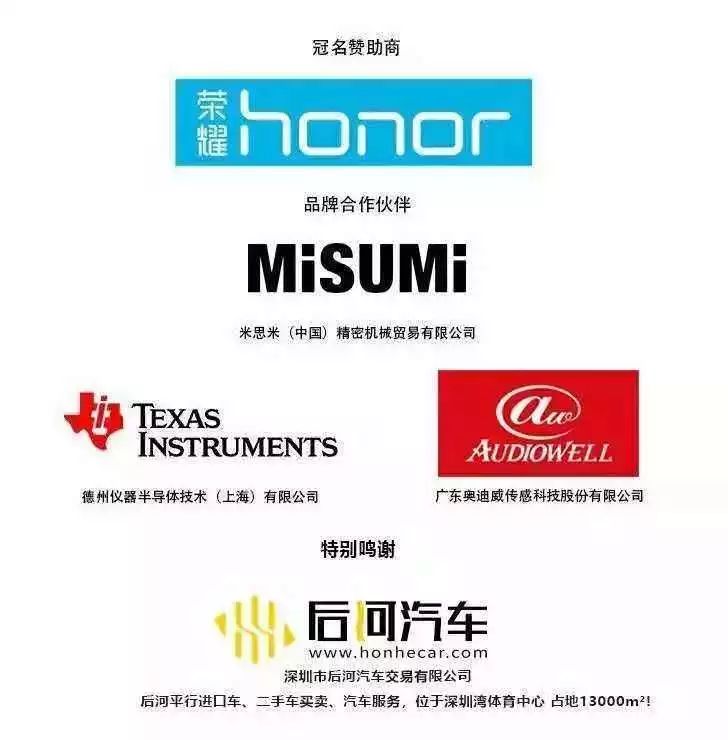 冠名赞助商
荣耀 honor
品牌合作伙伴
MiSUMi
米思米（中国）精密机械贸易有限公司
TEXAS INSTRUMENTS
aw AUDIOWELL
德州仪器半导体技术（上海）有限公司
广东奥迪威传感科技股份有限公司
特别鸣谢
后河汽车
www.honhecar.com
深圳市后河汽车交易有限公司
后河平行进口车、二手车买卖、汽车服务，位于深圳湾体育中心 占地13000m²！